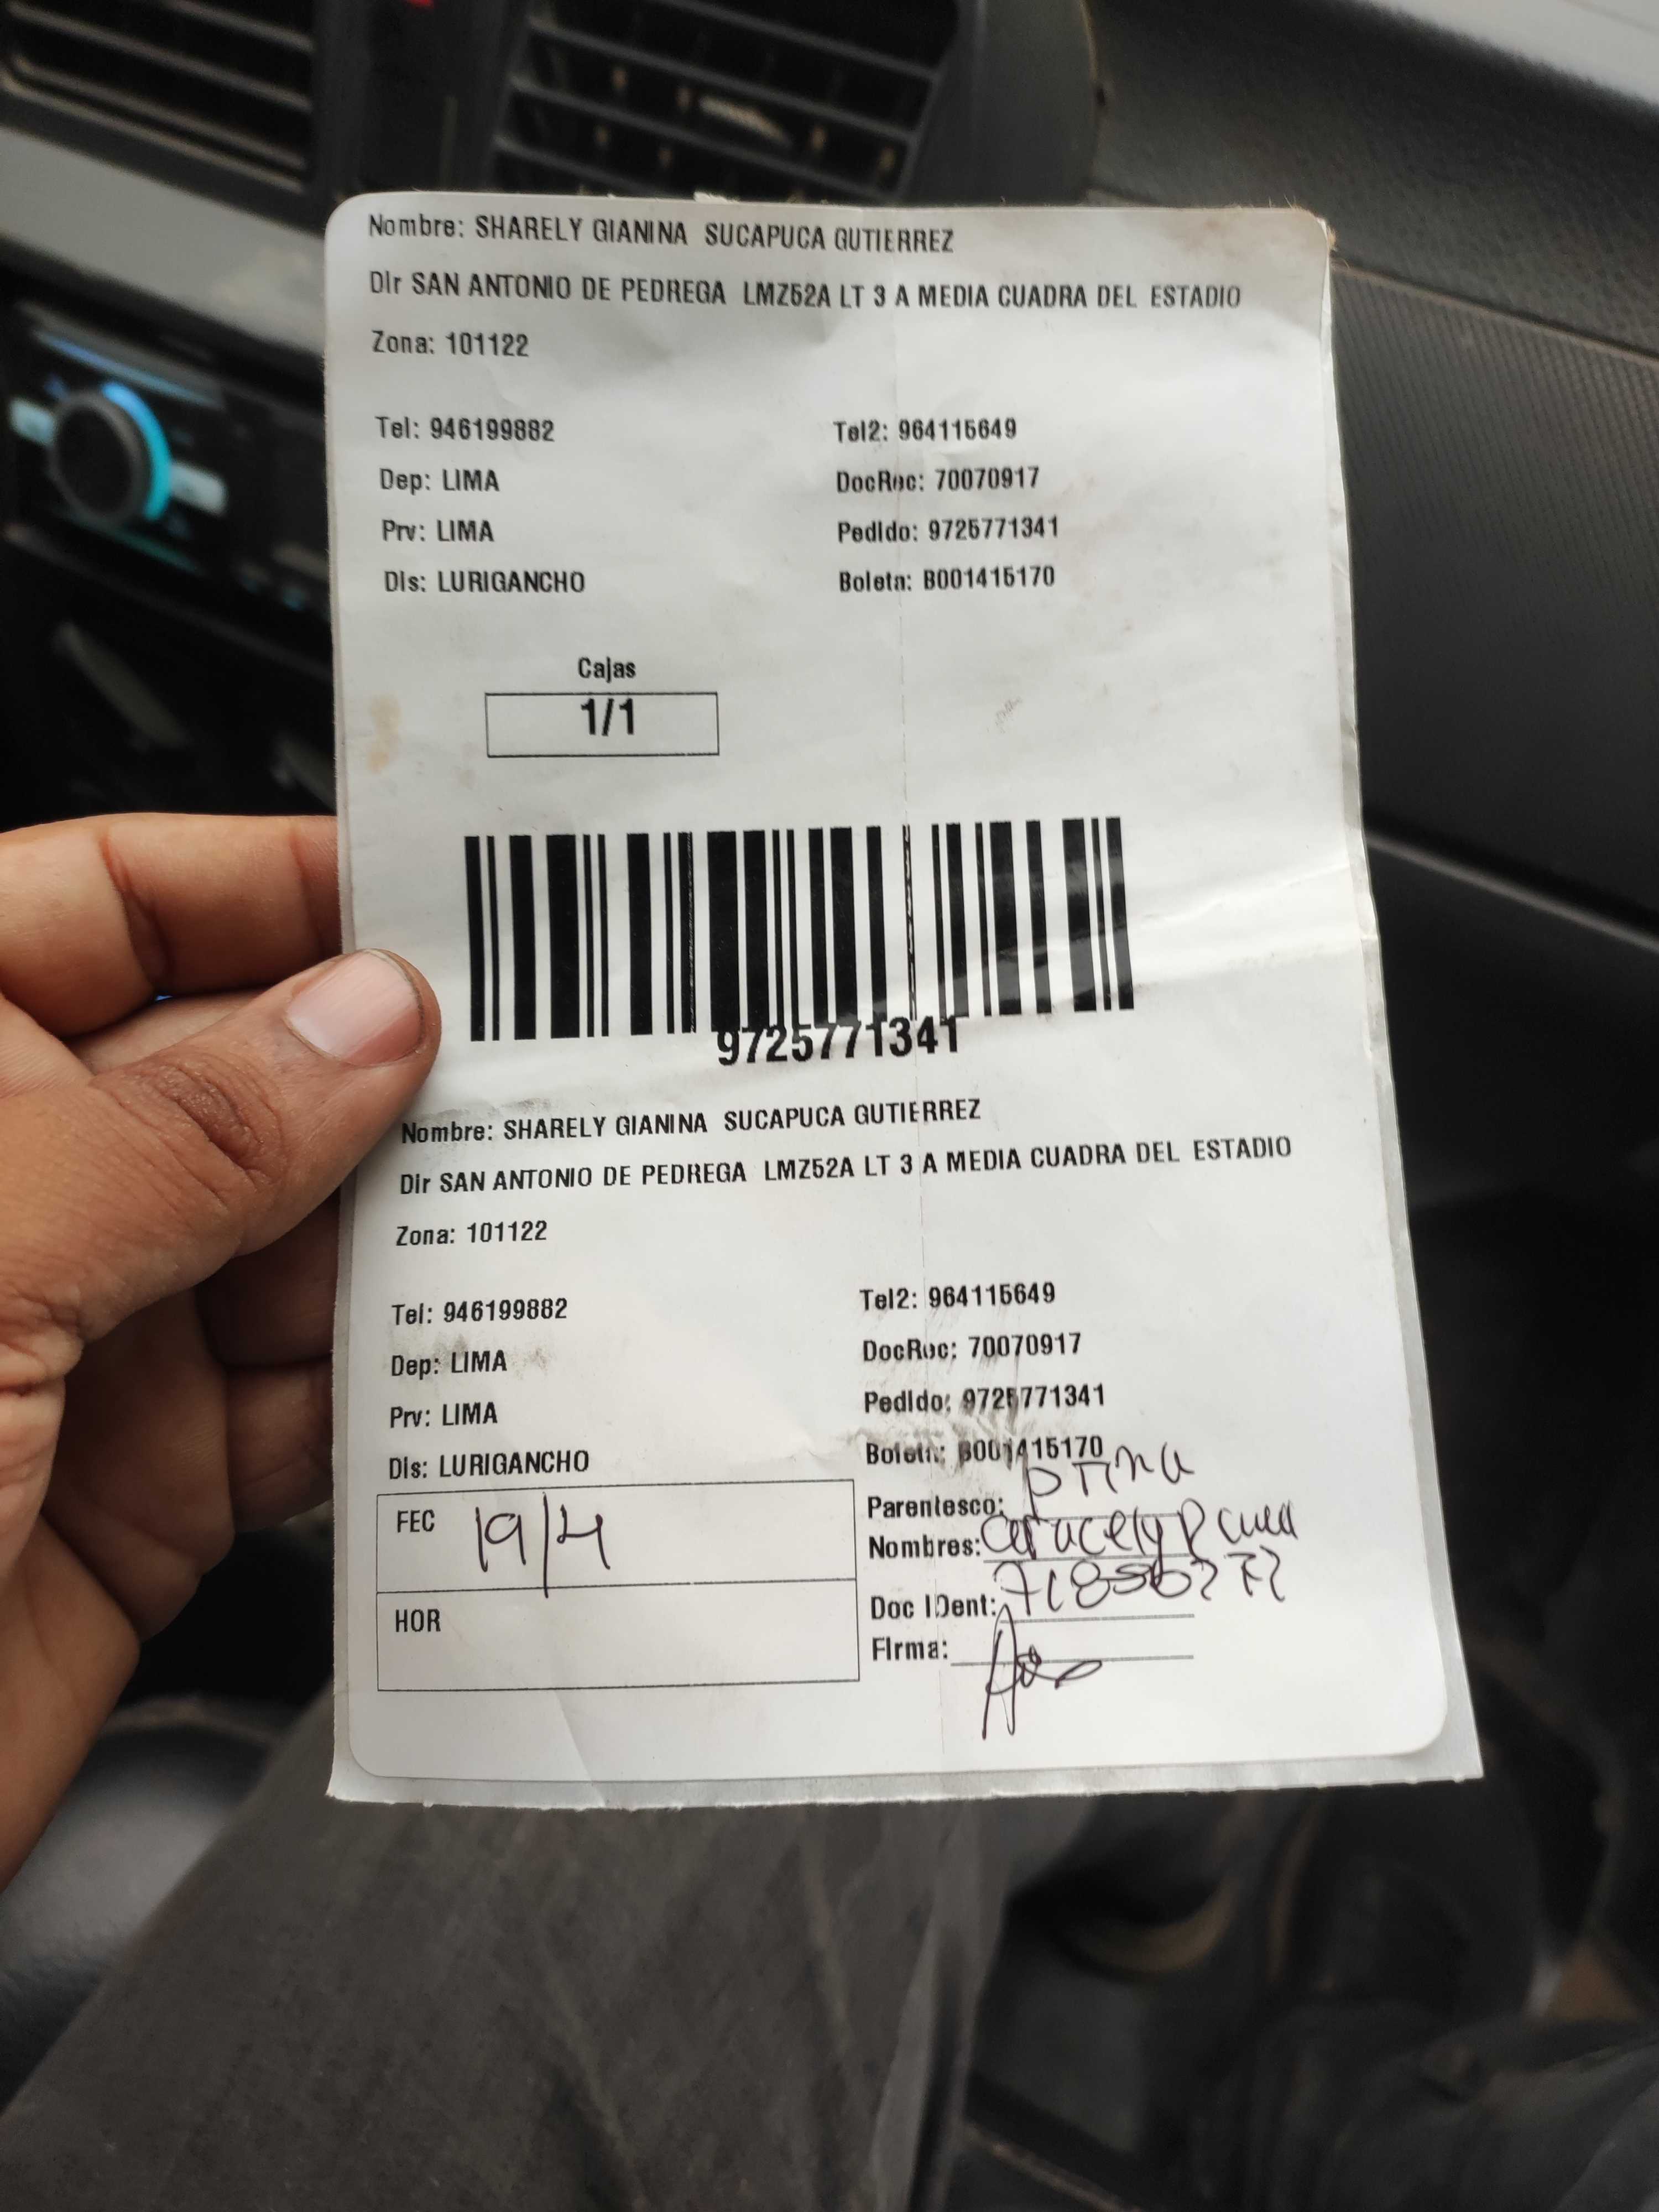 Nombre: SHARELY GIANINA SUCAPUCA GUTIERREZ
Dir SAN ANTONIO DE PEDREGA LMZ52A LT 3 A MEDIA CUADRA DEL ESTADIO
Zona: 101122
Tel: 946199882 Tel2: 964115649
Dep: LIMA DocRec: 70070917
Prv: LIMA Pedido: 9725771341
Dis: LURIGANCHO Boleta: B001415170
Cajas
1/1
9725771341
Nombre: SHARELY GIANINA SUCAPUCA GUTIERREZ
Dir SAN ANTONIO DE PEDREGA LMZ52A LT 3 A MEDIA CUADRA DEL ESTADIO
Zona: 101122
Tel: 946199882 Tel2: 964115649
Dep: LIMA DocRec: 70070917
Prv: LIMA Pedido: 9725771341
Dis: LURIGANCHO Boleta: B001415170
FEC 19/4 Parentesco: prima
Nombres:
HOR Doc IDent:
Firma: